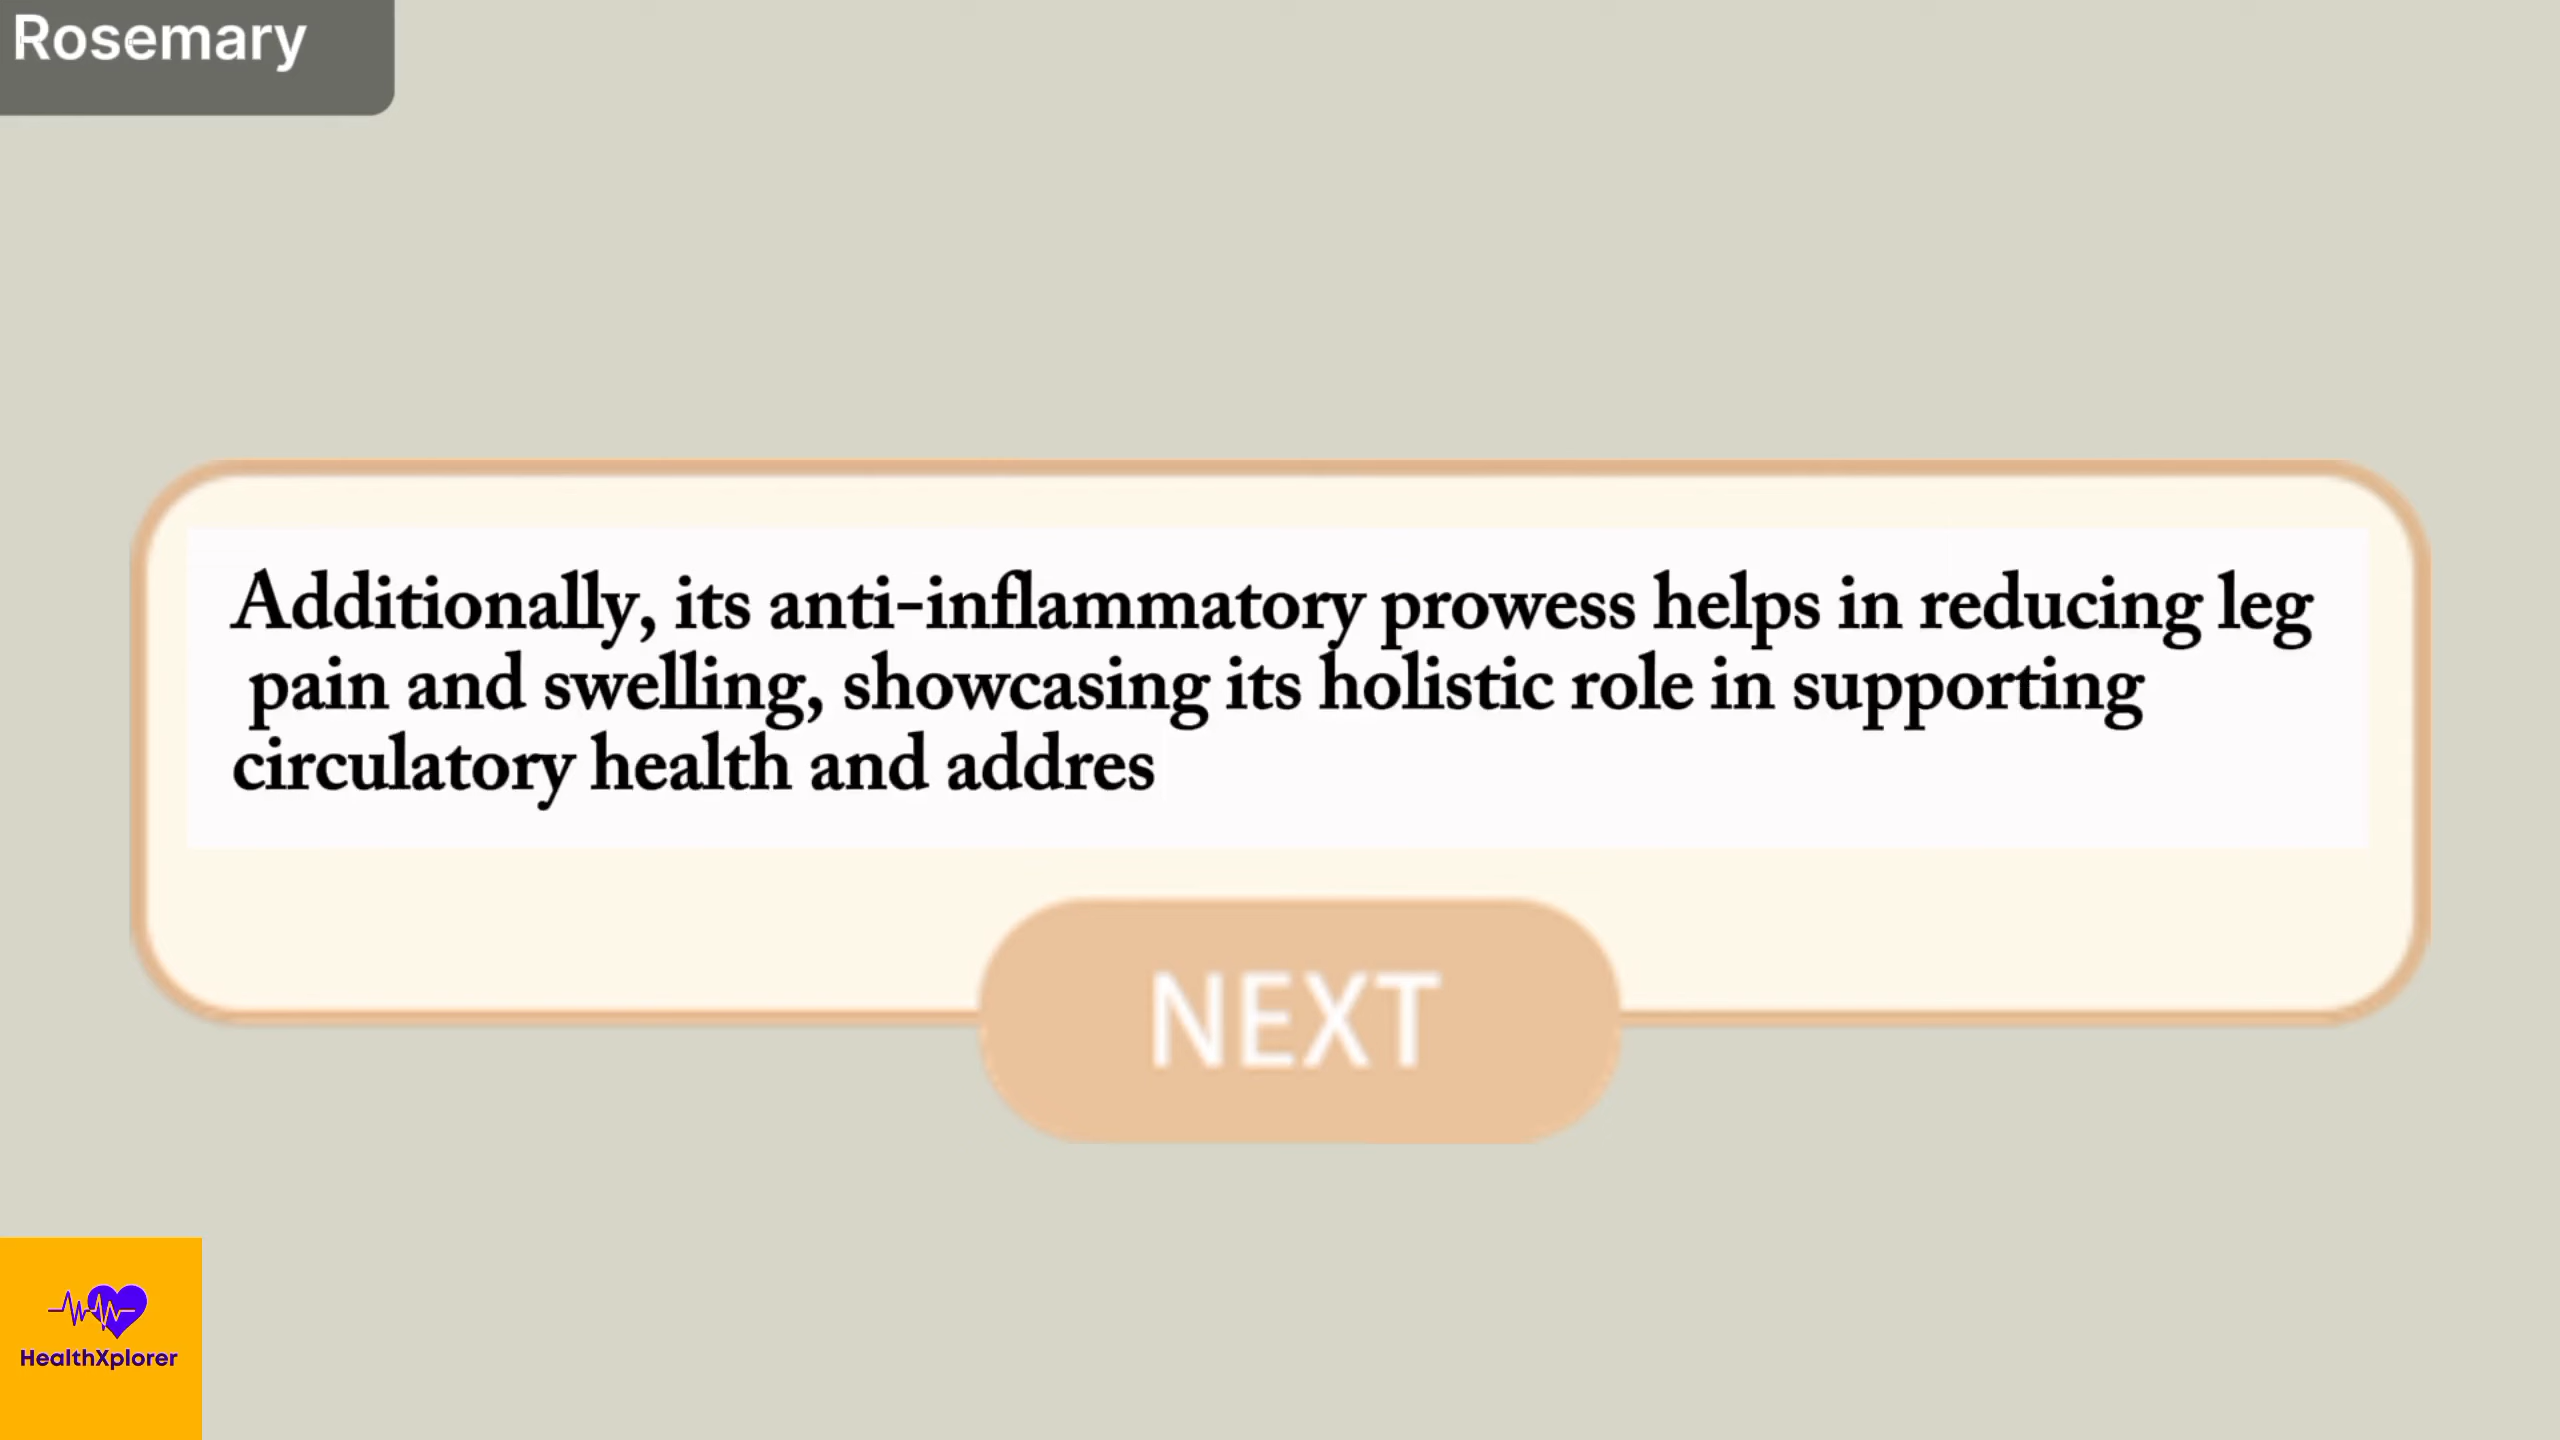 Rosemary
Additionally, its anti-inflammatory prowess helps in reducing leg
pain and swelling, showcasing its holistic role in supporting
circulatory health and addres
NEXT
HealthXplorer